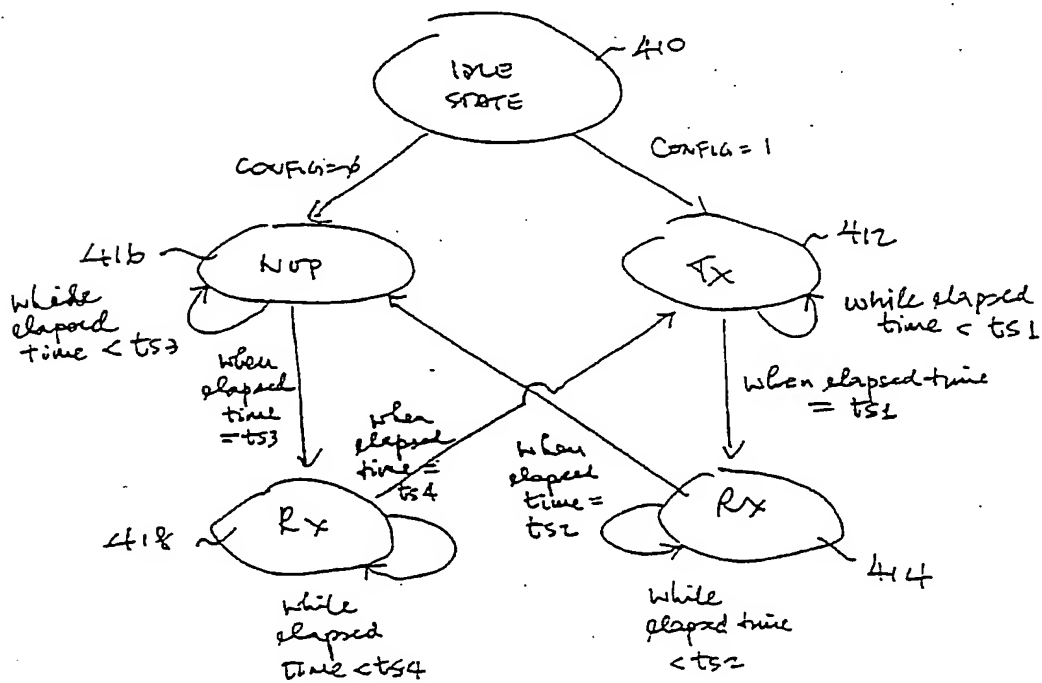 IDLE
STATE
410
CONFIG=ø
CONFIG=1
416
NOP
412
Tx
while
elapsed
time < ts3
while elapsed
time < ts1
when
elapsed
time
=ts3
when elapsed time
= ts1
when
elapsed
time =
ts4
when
elapsed
time =
ts2
418
Rx
Rx
414
while
elapsed
time < ts4
while
elapsed time
< ts2